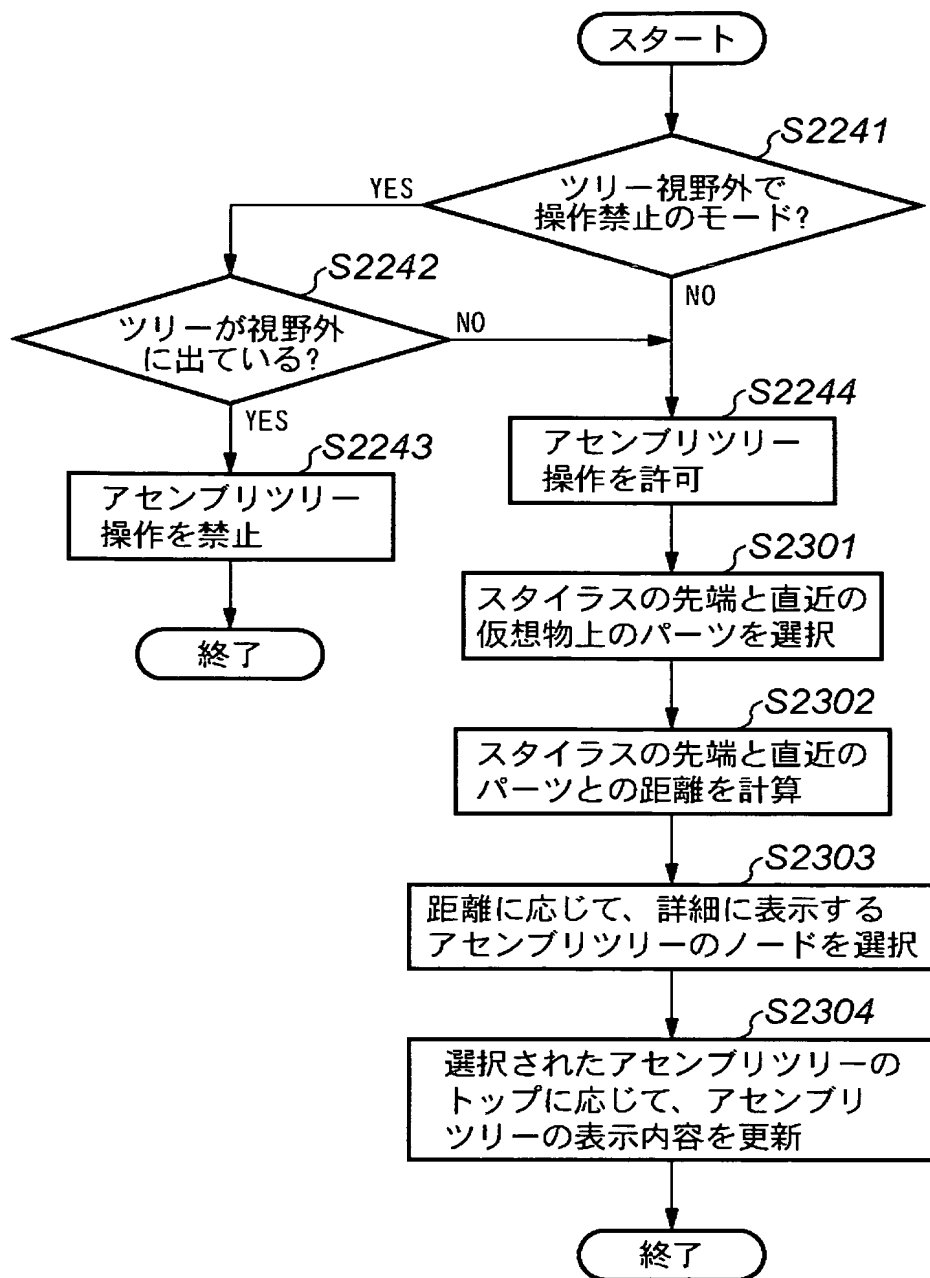 スタート
S2241
ツリー視野外で
操作禁止のモード?
YES
NO
S2242
ツリーが視野外
に出ている?
NO
YES
S2243
アセンブリツリー
操作を禁止
終了
S2244
アセンブリツリー
操作を許可
S2301
スタイラスの先端と直近の
仮想物上のパーツを選択
S2302
スタイラスの先端と直近の
パーツとの距離を計算
S2303
距離に応じて、詳細に表示する
アセンブリツリーのノードを選択
S2304
選択されたアセンブリツリーの
トップに応じて、アセンブリ
ツリーの表示内容を更新
終了